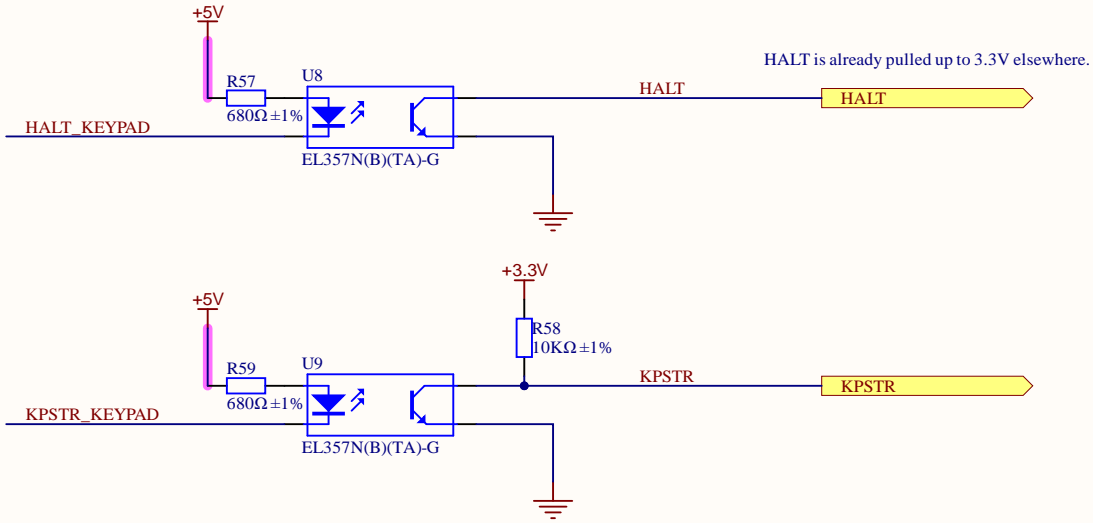 +5V
HALT is already pulled up to 3.3V elsewhere.
R57
U8
680Ω±1%
HALT
HALT
HALT_KEYPAD
EL357N(B)(TA)-G
+3.3V
+5V
R58
10KΩ±1%
R59
U9
680Ω±1%
KPSTR
KPSTR
KPSTR_KEYPAD
EL357N(B)(TA)-G